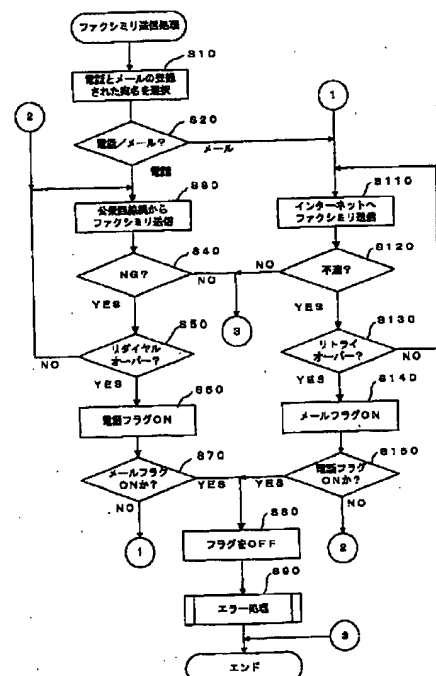 ファクシミリ送信処理
S10
電話とメールの登録
された宛名を選択
S20
電話/メール?
メール
電話
1
2
S30
公衆回線網から
ファクシミリ送信
S110
インターネットへ
ファクシミリ送信
S40
NG?
NO
YES
S120
不達?
NO
YES
3
S50
リダイヤル
オーバー?
NO
YES
S130
リトライ
オーバー?
NO
YES
S60
電話フラグON
S140
メールフラグON
S70
メールフラグ
ONか?
YES
NO
S150
電話フラグ
ONか?
YES
NO
1
2
S80
フラグをOFF
S90
エラー処理
3
エンド